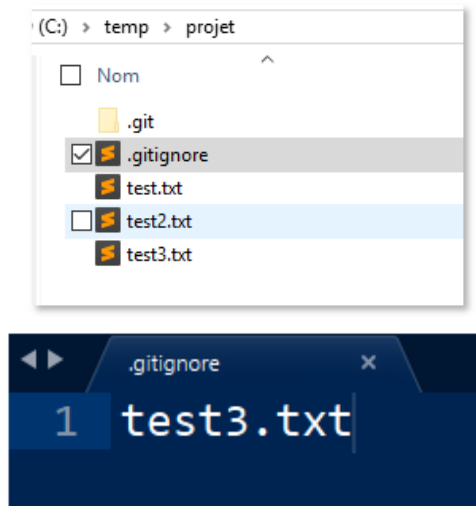 (C:) > temp > projet
Nom
.git
.gitignore
test.txt
test2.txt
test3.txt
.gitignore ×
1 test3.txt